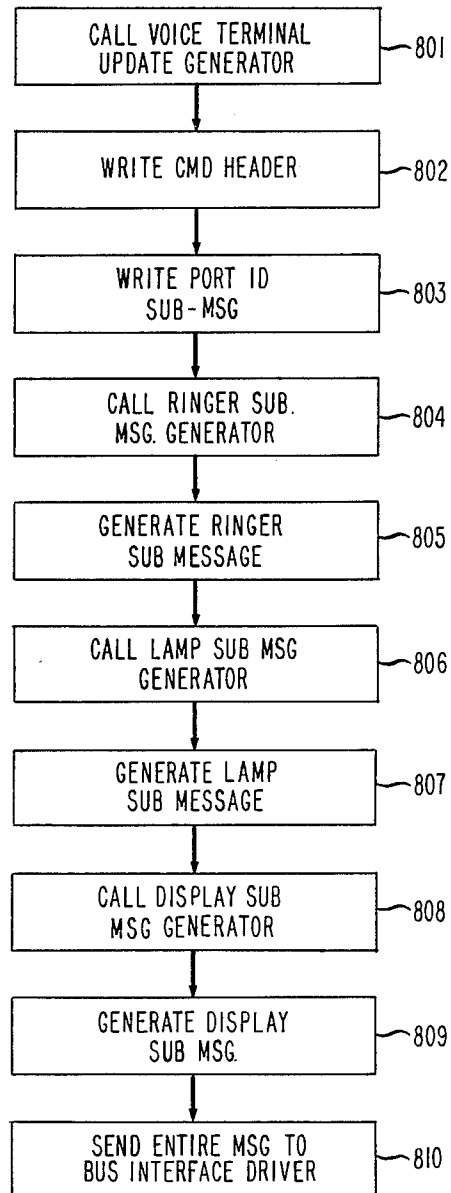 CALL VOICE TERMINAL
UPDATE GENERATOR
801
WRITE CMD HEADER
802
WRITE PORT ID
SUB-MSG
803
CALL RINGER SUB.
MSG. GENERATOR
804
GENERATE RINGER
SUB MESSAGE
805
CALL LAMP SUB MSG
GENERATOR
806
GENERATE LAMP
SUB MESSAGE
807
CALL DISPLAY SUB
MSG GENERATOR
808
GENERATE DISPLAY
SUB MSG.
809
SEND ENTIRE MSG TO
BUS INTERFACE DRIVER
810